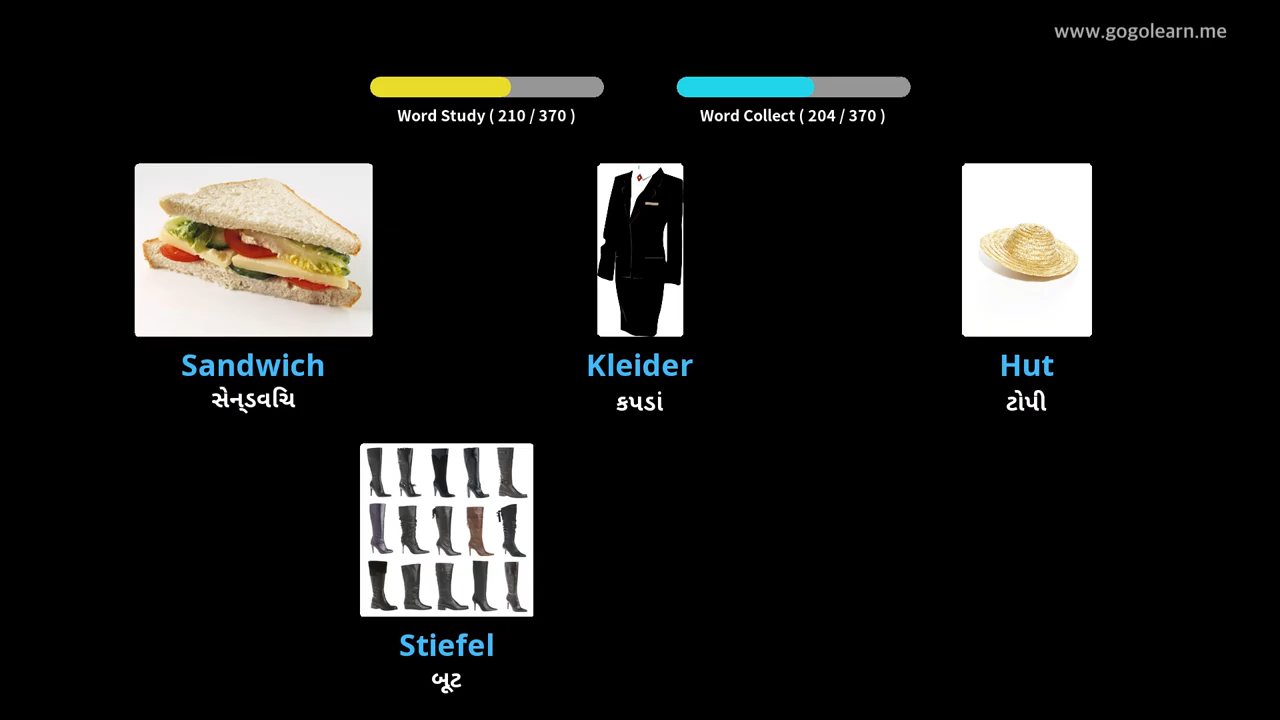 www.gogolearn.me
Word Study ( 210 / 370 )
Word Collect ( 204 / 370 )
Sandwich
સેન્ડવિચ
Kleider
કપડાં
Hut
ટોપી
Stiefel
બૂટ